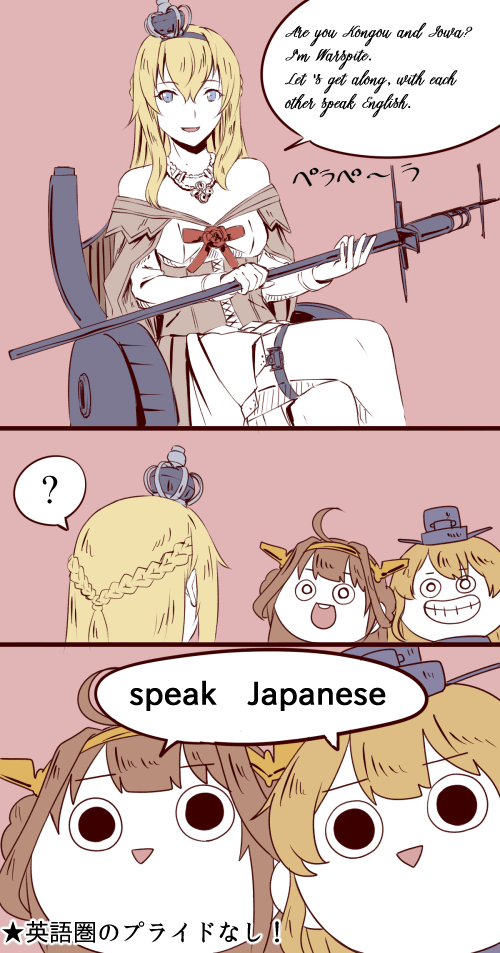 Are you Kongou and Iowa?
I'm Warspite.
Let's get along, with each
other speak English.
ペラペ～ラ
?
speak Japanese
★英語圏のプライドなし！